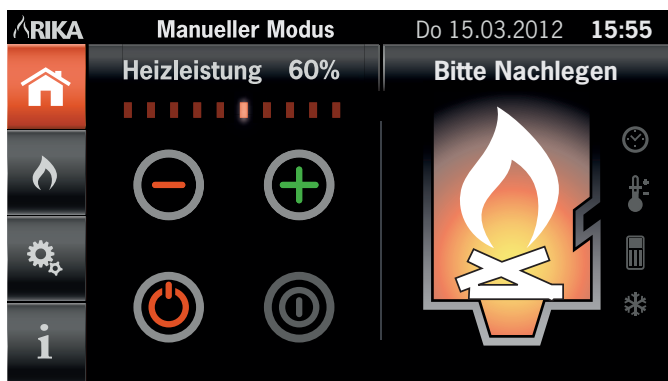 RIKA
Manueller Modus
Do 15.03.2012 15:55
Heizleistung 60%
Bitte Nachlegen
i